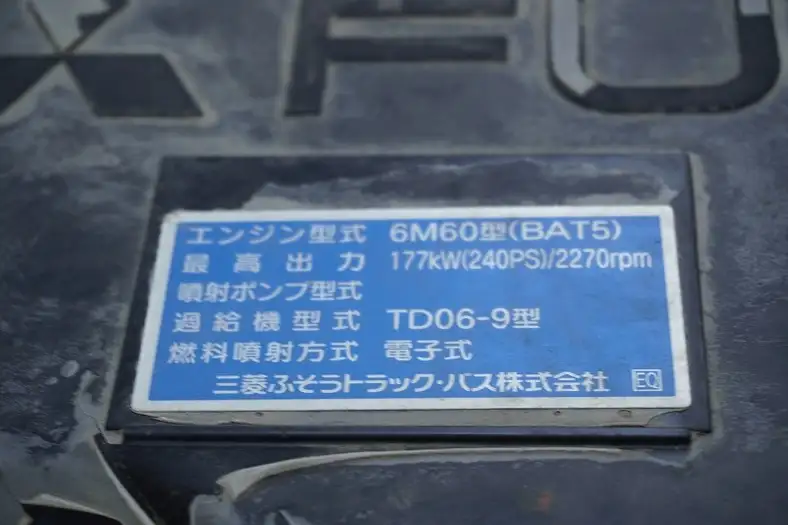 FU
エンジン型式 6M60型(BAT5)
最高出力 177kW(240PS)/2270rpm
噴射ポンプ型式
過給機型式 TD06-9型
燃料噴射方式 電子式
三菱ふそうトラック・バス株式会社 EQ